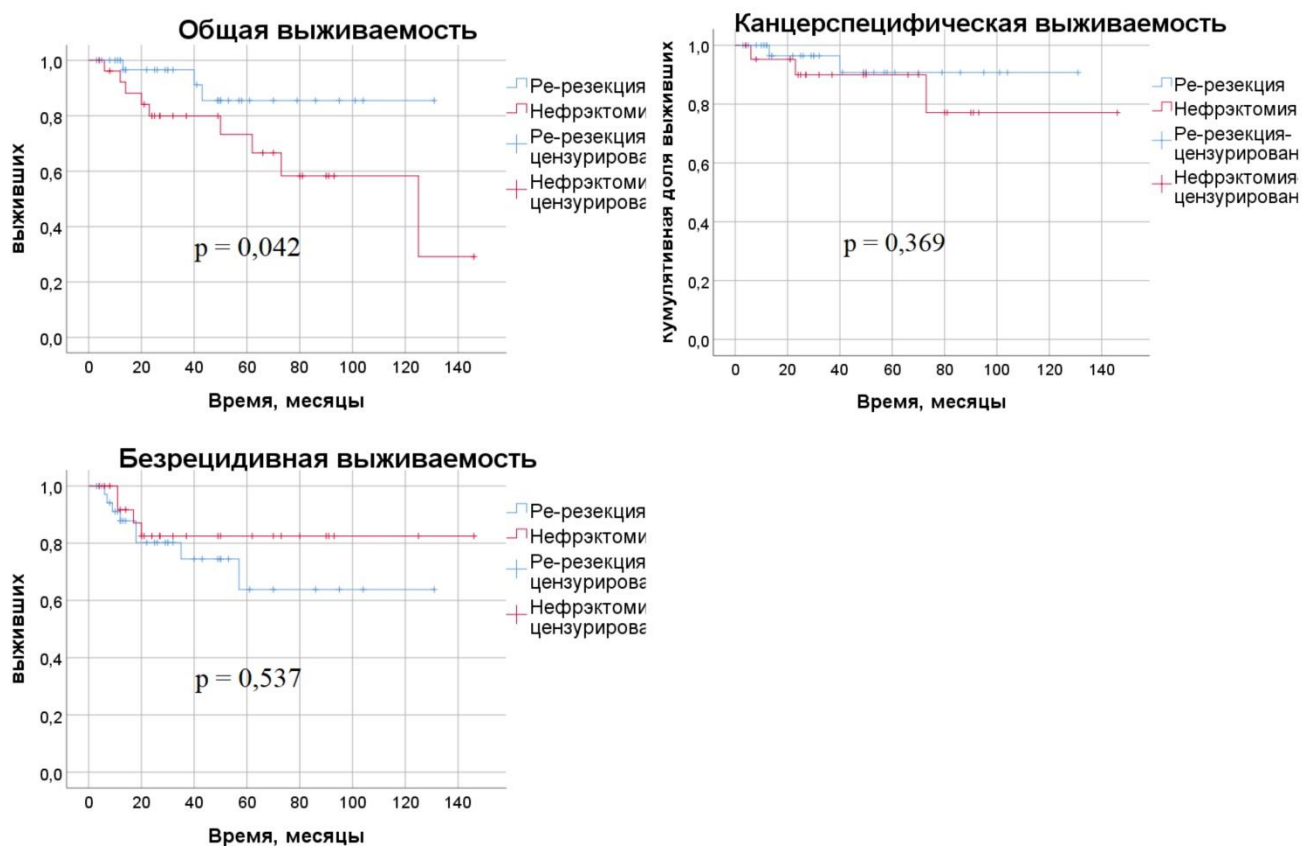 Общая выживаемость
выживших
1,0
0,8
0,6
0,4
0,2
0,0
p = 0,042
0 20 40 60 80 100 120 140
Время, месяцы
Ре-резекция
Нефрэктоми
Ре-резекция
цензурирова
Нефрэктоми
цензурирова
Канцерспецифическая выживаемость
Кумулятивная доля выживших
1,0
0,8
0,6
0,4
0,2
0,0
p = 0,369
0 20 40 60 80 100 120 140
Время, месяцы
Ре-резекция
Нефрэктомия
Ре-резекция-
цензурирован
Нефрэктомия-
цензурирован
Безрецидивная выживаемость
выживших
1,0
0,8
0,6
0,4
0,2
0,0
p = 0,537
0 20 40 60 80 100 120 140
Время, месяцы
Ре-резекция
Нефрэктоми
Ре-резекция
цензурирова
Нефрэктоми
цензурирова